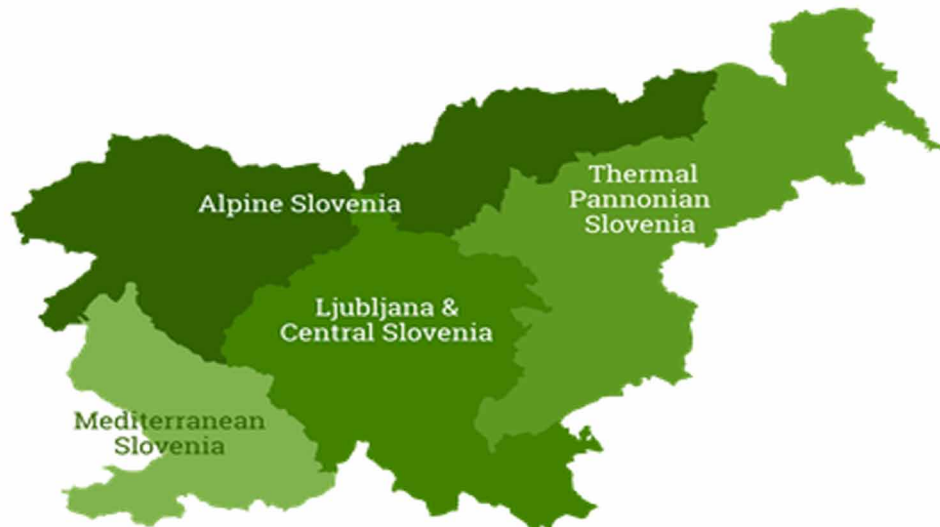 Thermal
Pannonian
Slovenia
Alpine Slovenia
Ljubljana &
Central Slovenia
Mediterranean
Slovenia